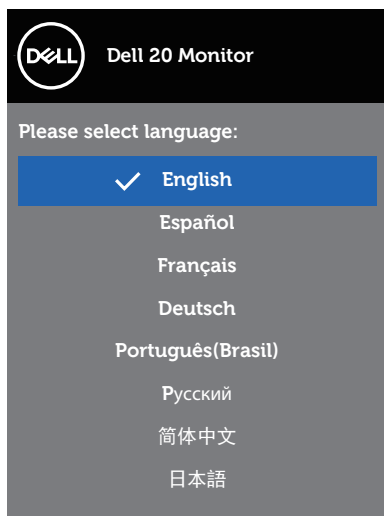 DELL
Dell 20 Monitor
Please select language:
English
Español
Français
Deutsch
Português(Brasil)
Русский
简体中文
日本語